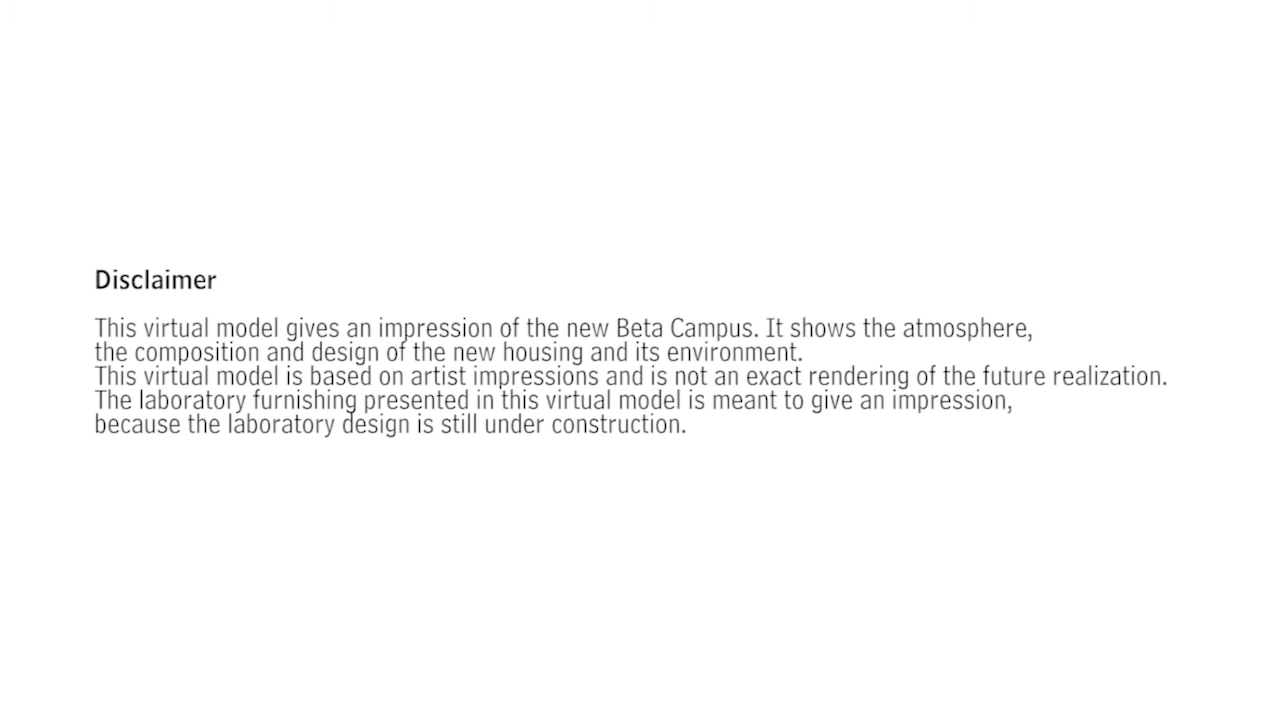 Disclaimer
This virtual model gives an impression of the new Beta Campus. It shows the atmosphere,
the composition and design of the new housing and its environment.
This virtual model is based on artist impressions and is not an exact rendering of the future realization.
The laboratory furnishing presented in this virtual model is meant to give an impression,
because the laboratory design is still under construction.